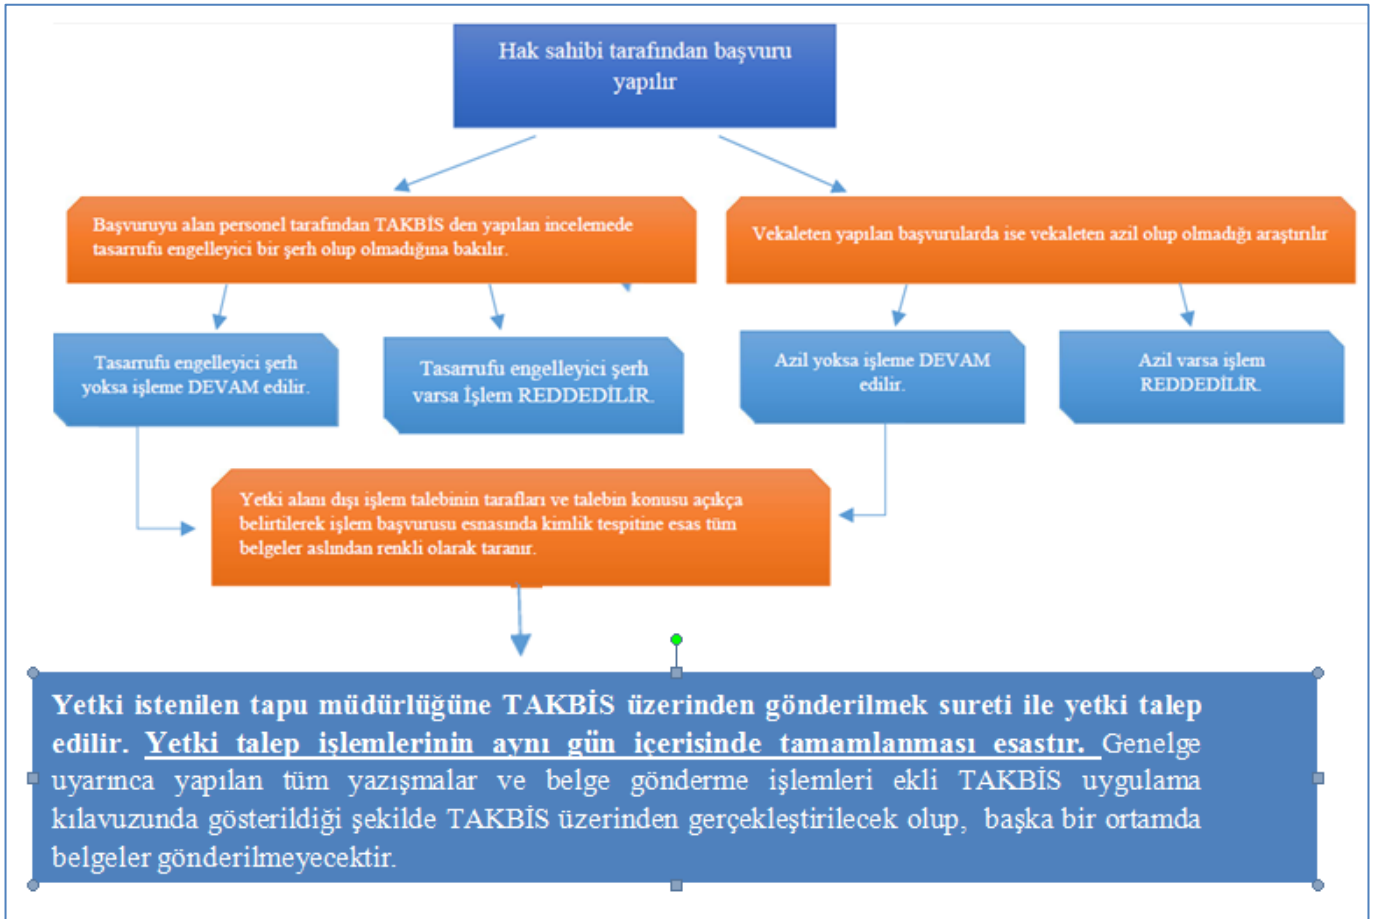 Hak sahibi tarafından başvuru
yapılır
Başvuruyu alan personel tarafından TAKBİS den yapılan incelemede
tasarrufu engelleyici bir şerh olup olmadığına bakılır.
Vekaleten yapılan başvurularda ise vekaleten azil olup olmadığı araştırılır
Tasarrufu engelleyici şerh
yoksa işleme DEVAM edilir.
Tasarrufu engelleyici şerh
varsa İşlem REDDEDİLİR.
Azil yoksa işleme DEVAM
edilir.
Azil varsa işlem
REDDEDİLİR.
Yetki alanı dışı işlem talebinin tarafları ve talebin konusu açıkça
belirtilerek işlem başvurusu esnasında kimlik tespitine esas tüm
belgeler aslından renkli olarak taranır.
Yetki istenilen tapu müdürlüğüne TAKBİS üzerinden gönderilmek sureti ile yetki talep
edilir. Yetki talep işlemlerinin aynı gün içerisinde tamamlanması esastır. Genelge
uyarınca yapılan tüm yazışmalar ve belge gönderme işlemleri ekli TAKBİS uygulama
kılavuzunda gösterildiği şekilde TAKBİS üzerinden gerçekleştirilecek olup, başka bir ortamda
belgeler gönderilmeyecektir.